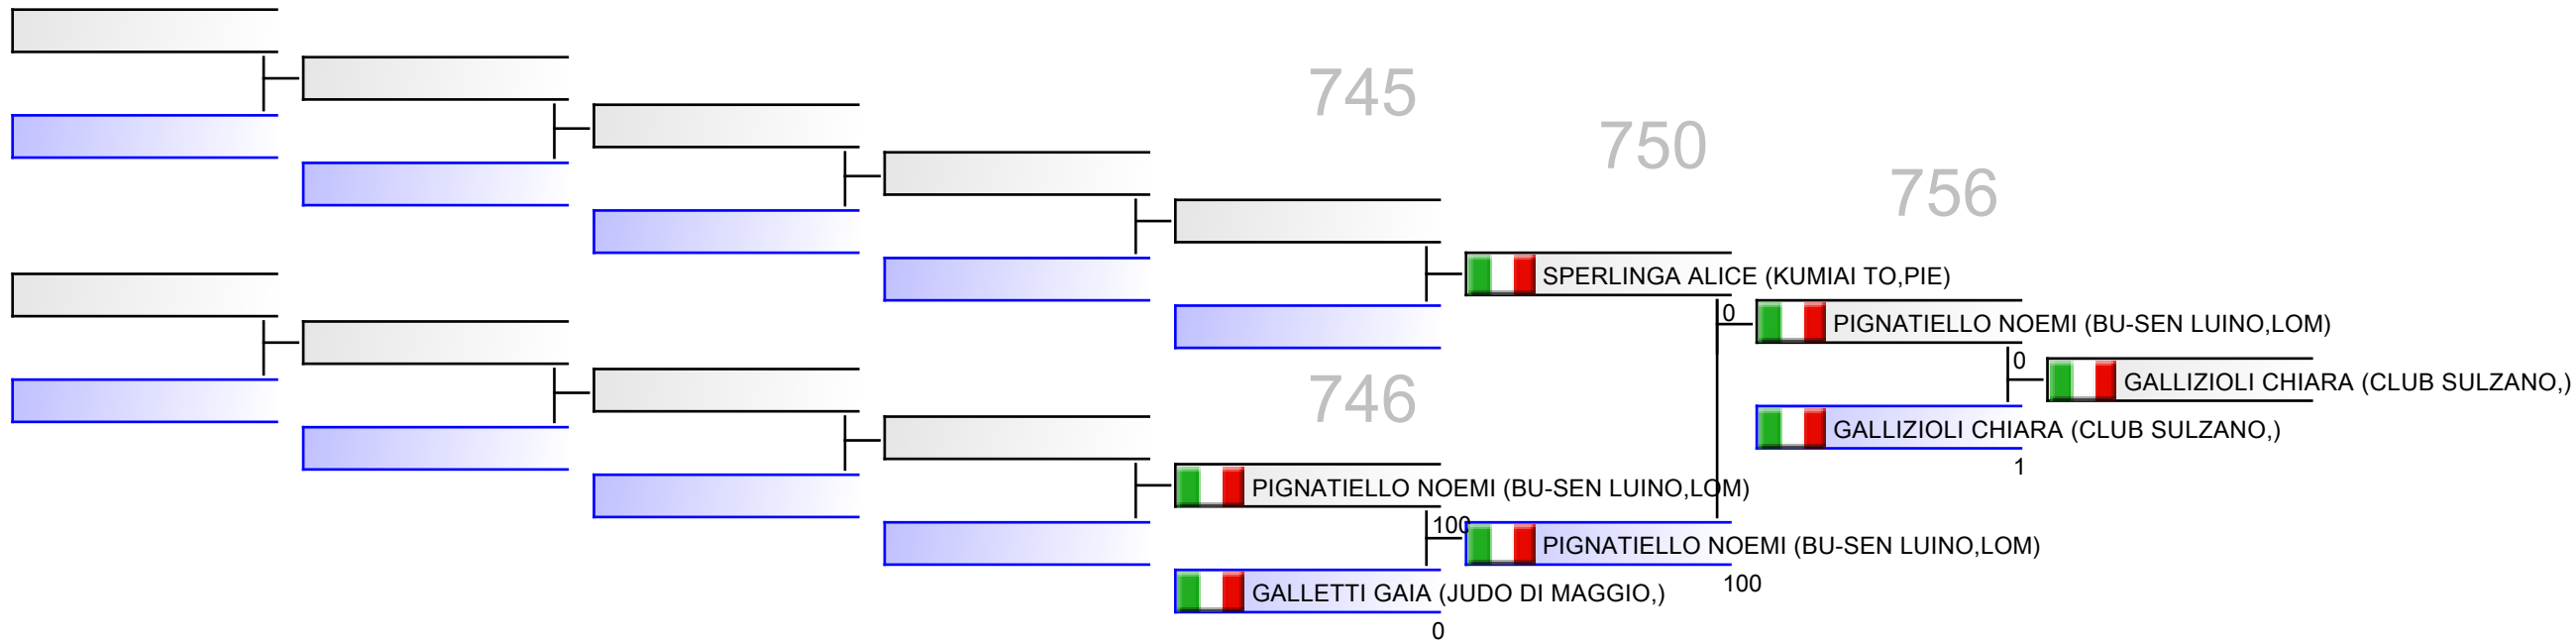 745
750
756
SPERLINGA ALICE (KUMIAI TO,PIE)
0
PIGNATIELLO NOEMI (BU-SEN LUINO,LOM)
0
GALLIZIOLI CHIARA (CLUB SULZANO,)
746
GALLIZIOLI CHIARA (CLUB SULZANO,)
1
PIGNATIELLO NOEMI (BU-SEN LUINO,LOM)
100
PIGNATIELLO NOEMI (BU-SEN LUINO,LOM)
100
GALLETTI GAIA (JUDO DI MAGGIO,)
0